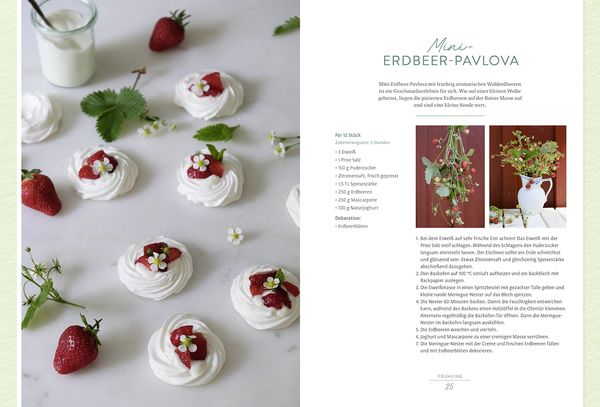 Mini-
ERDBEER-PAVLOVA
Mini-Erdbeer-Pavlova mit fruchtig aromatischen Walderdbeeren
ist ein Geschmackserlebnis für sich. Wie auf einer kleinen Wolke
gebettet, liegen die pürierten Erdbeeren auf der Baiser-Masse auf
und sind eine kleine Sünde wert.
Für 12 Stück
Zubereitungszeit: 2 Stunden
• 3 Eiweiß
• 1 Prise Salz
• 150 g Puderzucker
• Zitronensaft, frisch gepresst
• 1,5 TL Speisestärke
• 250 g Erdbeeren
• 250 g Mascarpone
• 100 g Naturjoghurt
Dekoration:
• Erdbeerblüten
1. Bei dem Eiweiß auf sehr frische Eier achten! Das Eiweiß mit der
Prise Salz steif schlagen. Während des Schlagens den Puderzucker
langsam einrieseln lassen. Der Eischnee sollte am Ende schnittfest
und glänzend sein. Etwas Zitronensaft und gleichzeitig Speisestärke
abschließend dazugeben.
2. Den Backofen auf 100 °C Umluft aufheizen und ein Backblech mit
Backpapier auslegen.
3. Die Eiweißmasse in einen Spritzbeutel mit gezackter Tülle geben und
kleine runde Meringue-Nester auf das Blech spritzen.
4. Die Nester 60 Minuten backen. Damit die Feuchtigkeit entweichen
kann, während des Backens einen Holzlöffel in die Ofentür klemmen.
Alternativ regelmäßig die Backofen-Tür öffnen. Dann die Meringue-
Nester im Backofen langsam auskühlen.
5. Die Erdbeeren waschen und vierteln.
6. Joghurt und Mascarpone zu einer cremigen Masse verrühren.
7. Die Meringue-Nester mit der Creme und frischen Erdbeeren füllen
und mit Erdbeerblüten dekorieren.
FRÜHLING
35